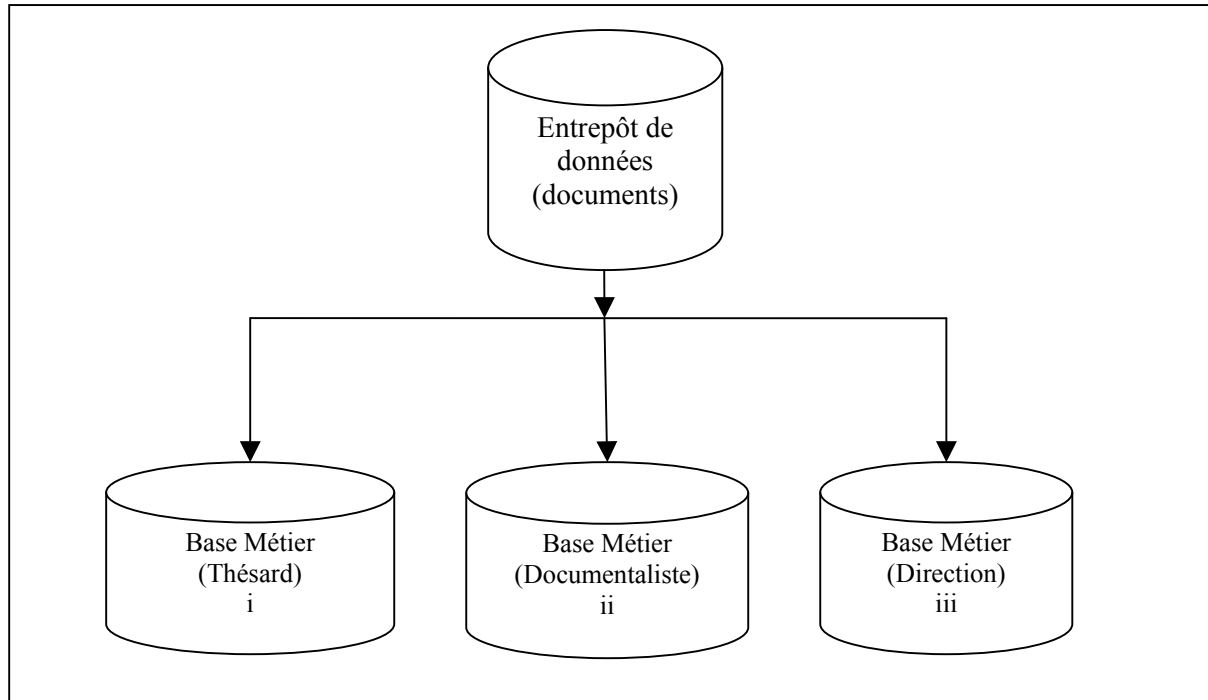 Entrepôt de
données
(documents)
Base Métier
(Thésard)
i
Base Métier
(Documentaliste)
ii
Base Métier
(Direction)
iii